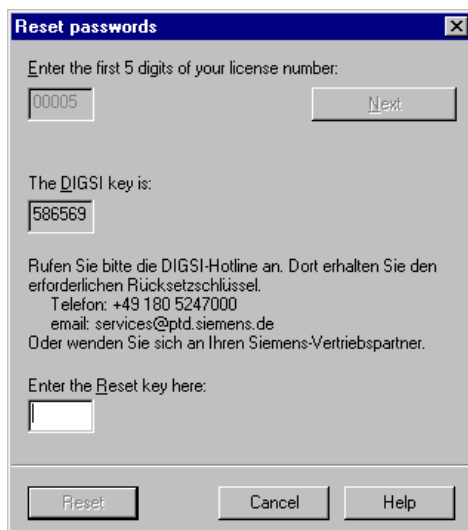 Reset passwords
Enter the first 5 digits of your license number:
00005
Next
The DIGSI key is:
586569
Rufen Sie bitte die DIGSI-Hotline an. Dort erhalten Sie den
erforderlichen Rücksetzschlüssel.
Telefon: +49 180 5247000
email: services@ptd.siemens.de
Oder wenden Sie sich an Ihren Siemens-Vertriebspartner.
Enter the Reset key here:
Reset
Cancel
Help